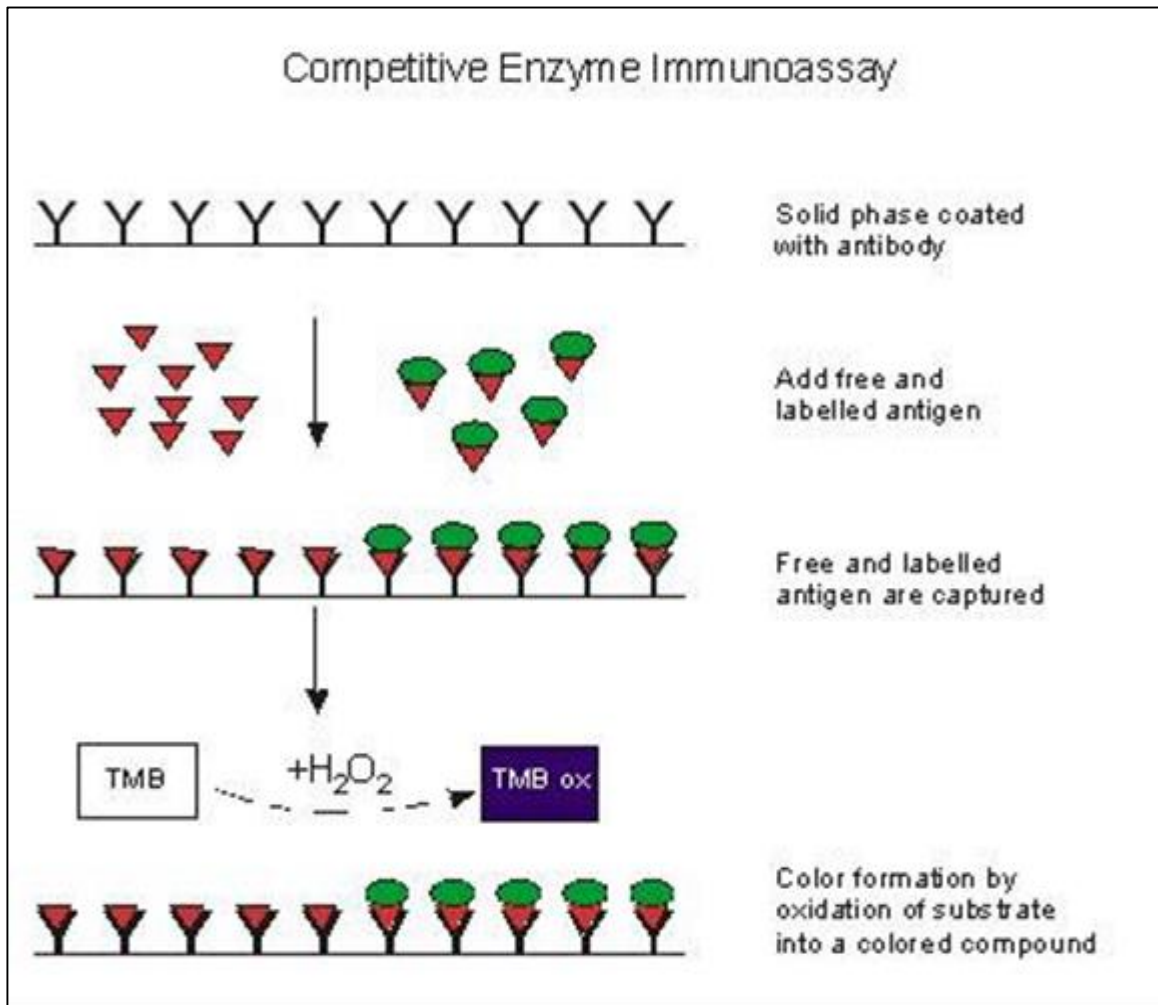 Competitive Enzyme Immunoassay
Solid phase coated
with antibody
Add free and
labelled antigen
Free and labelled
antigen are captured
TMB
+H₂O₂
TMB ox
Color formation by
oxidation of substrate
into a colored compound